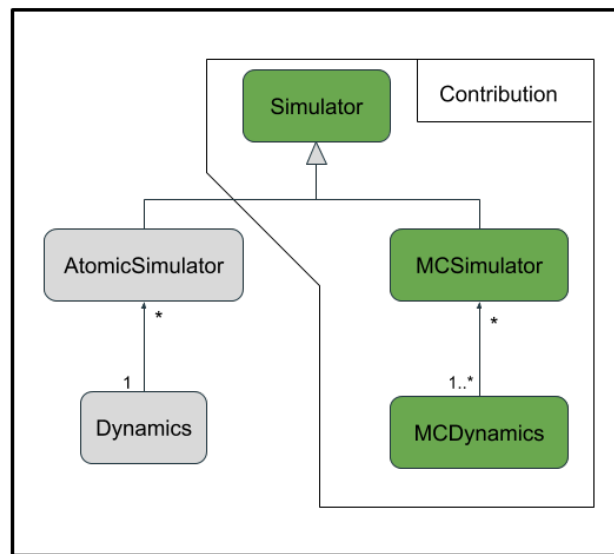 Simulator
Contribution
AtomicSimulator
MCSimulator
*
*
1
1..*
Dynamics
MCDynamics